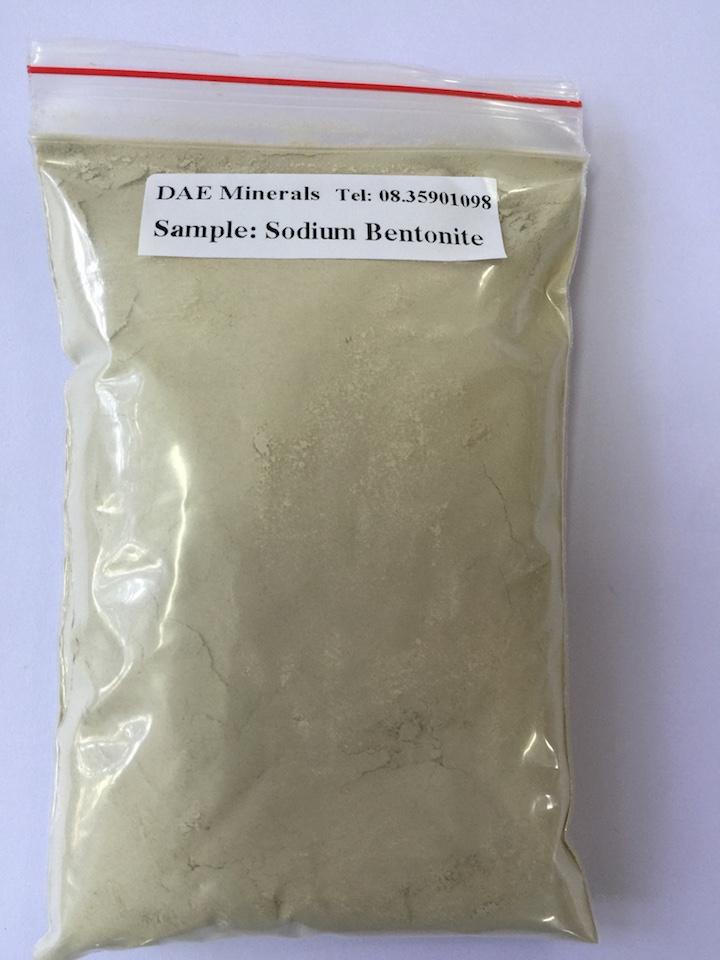 DAE Minerals Tel: 08.35901098
Sample: Sodium Bentonite